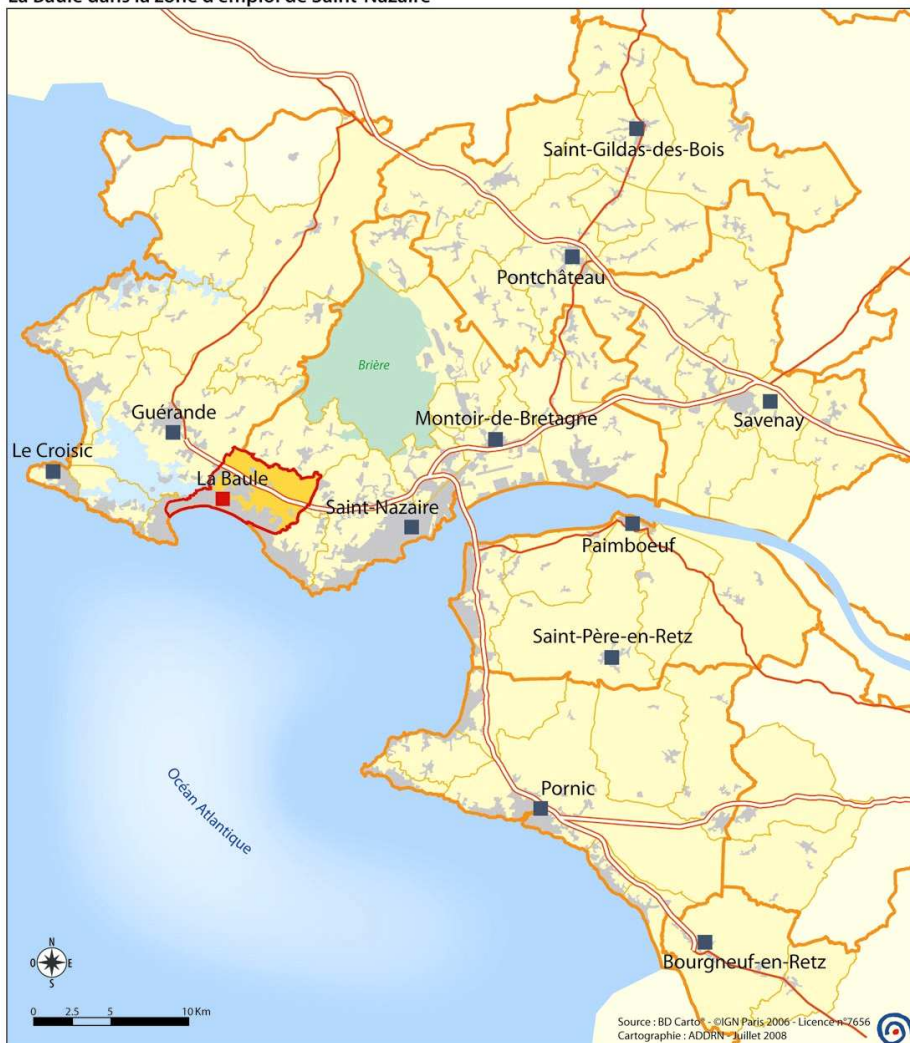 La Baule dans la zone d'emploi de Saint-Nazaire
Saint-Gildas-des-Bois
Pontchâteau
Brière
Guérande
Montoir-de-Bretagne
Savenay
Le Croisic
La Baule
Saint-Nazaire
Paimboeuf
Saint-Père-en-Retz
Océan Atlantique
Pornic
Bourgneuf-en-Retz
N
O E
S
0 2.5 5 10 Km
Source : BD Carto® - ©IGN Paris 2006 - Licence n°7656
Cartographie : ADDRN - Juillet 2008